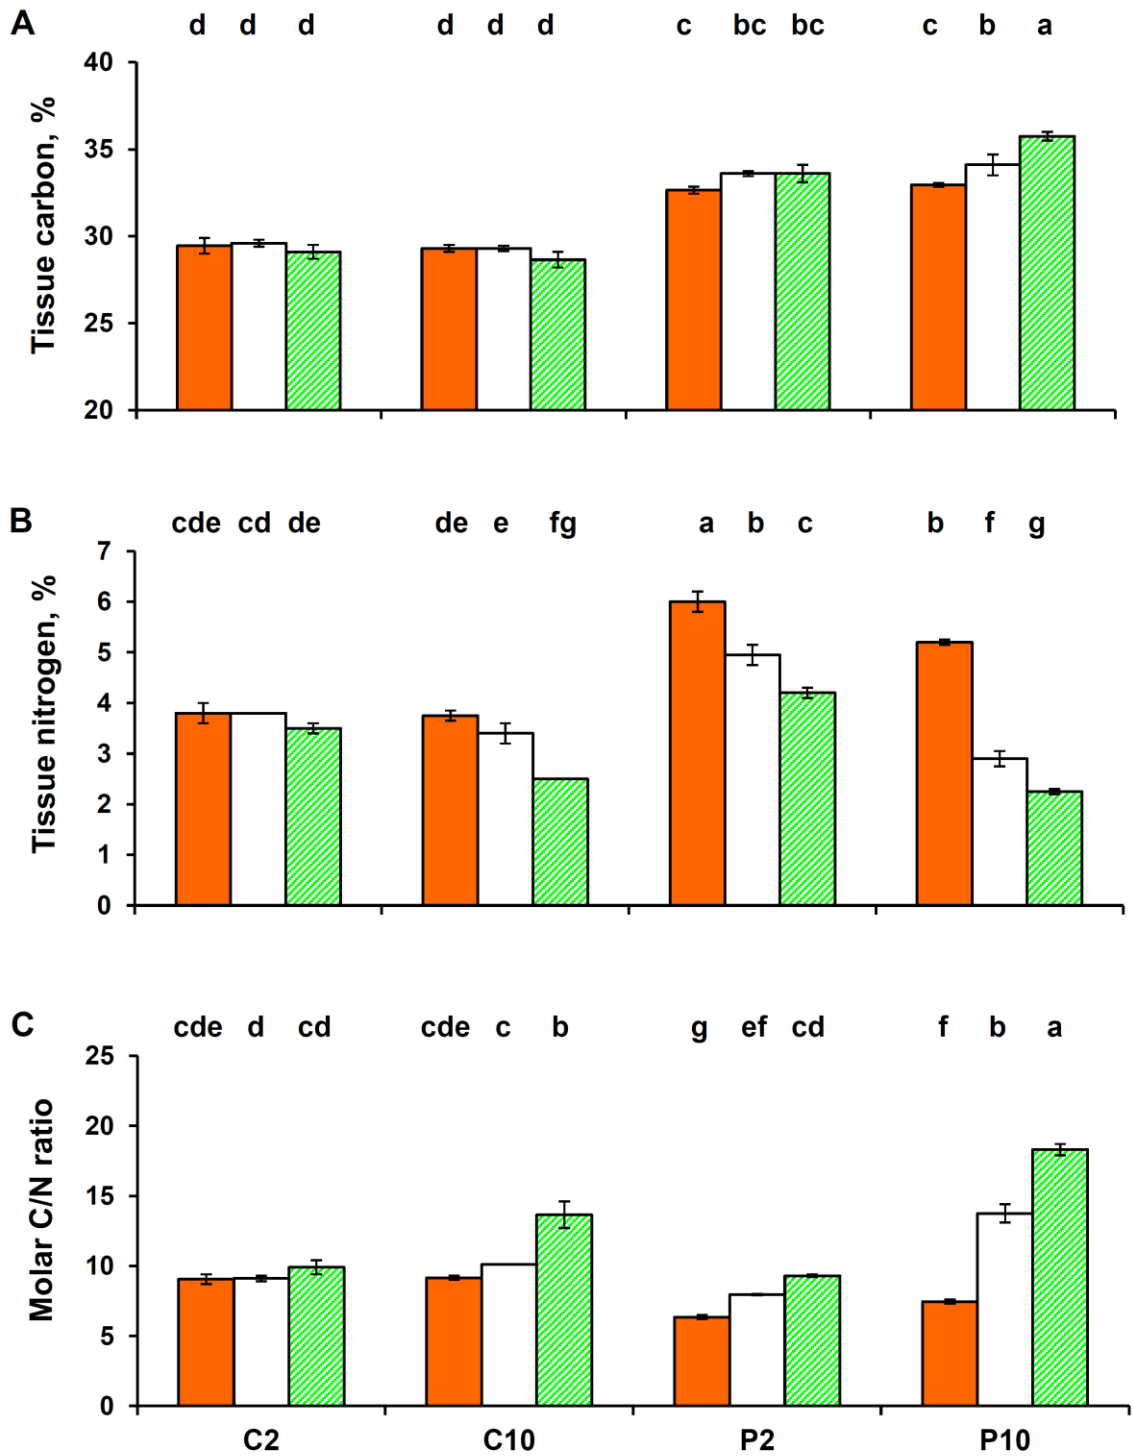 A d d d d d d c bc bc c b a
Tissue carbon, %
40
35
30
25
20
B cde cd de de e fg a b c b f g
Tissue nitrogen, %
7
6
5
4
3
2
1
0
C cde d cd cde c b g ef cd f b a
Molar C/N ratio
25
20
15
10
5
0
C2 C10 P2 P10